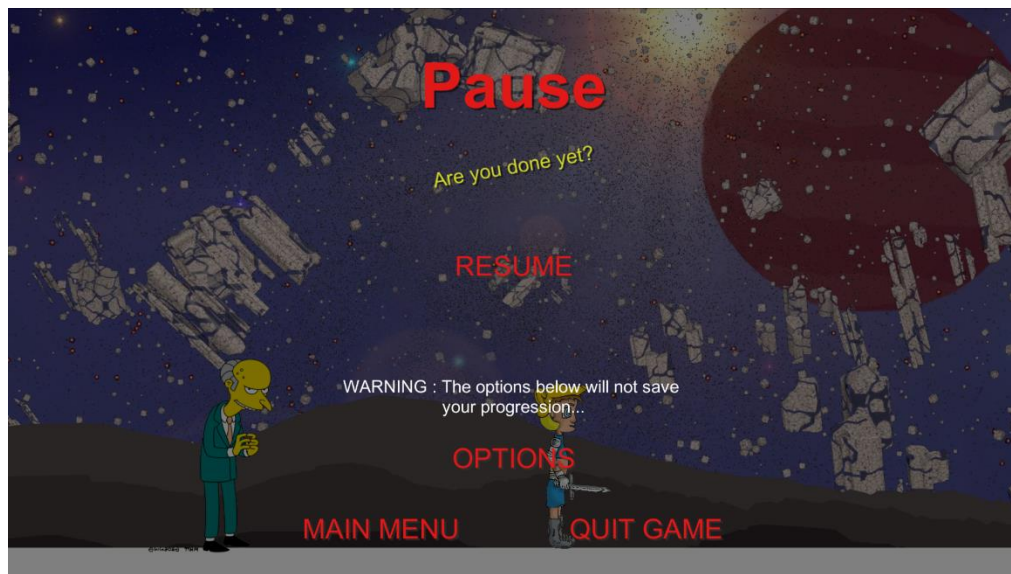 Pause
Are you done yet?
RESUME
WARNING : The options below will not save
your progression...
OPTIONS
MAIN MENU
QUIT GAME